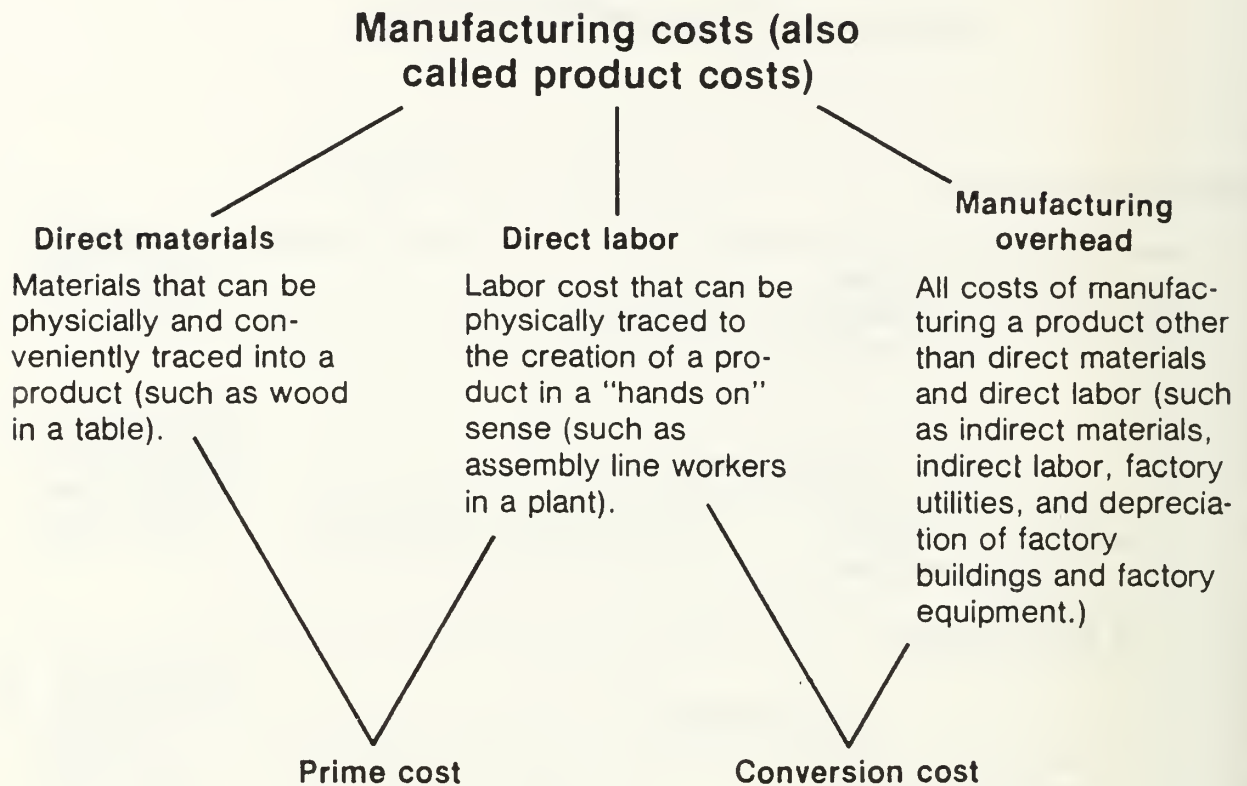 Manufacturing costs (also
called product costs)
Direct materials
Materials that can be
physicially and con-
veniently traced into a
product (such as wood
in a table).
Direct labor
Labor cost that can be
physically traced to
the creation of a pro-
duct in a "hands on"
sense (such as
assembly line workers
in a plant).
Manufacturing
overhead
All costs of manufac-
turing a product other
than direct materials
and direct labor (such
as indirect materials,
indirect labor, factory
utilities, and deprecia-
tion of factory
buildings and factory
equipment.)
Prime cost
Conversion cost